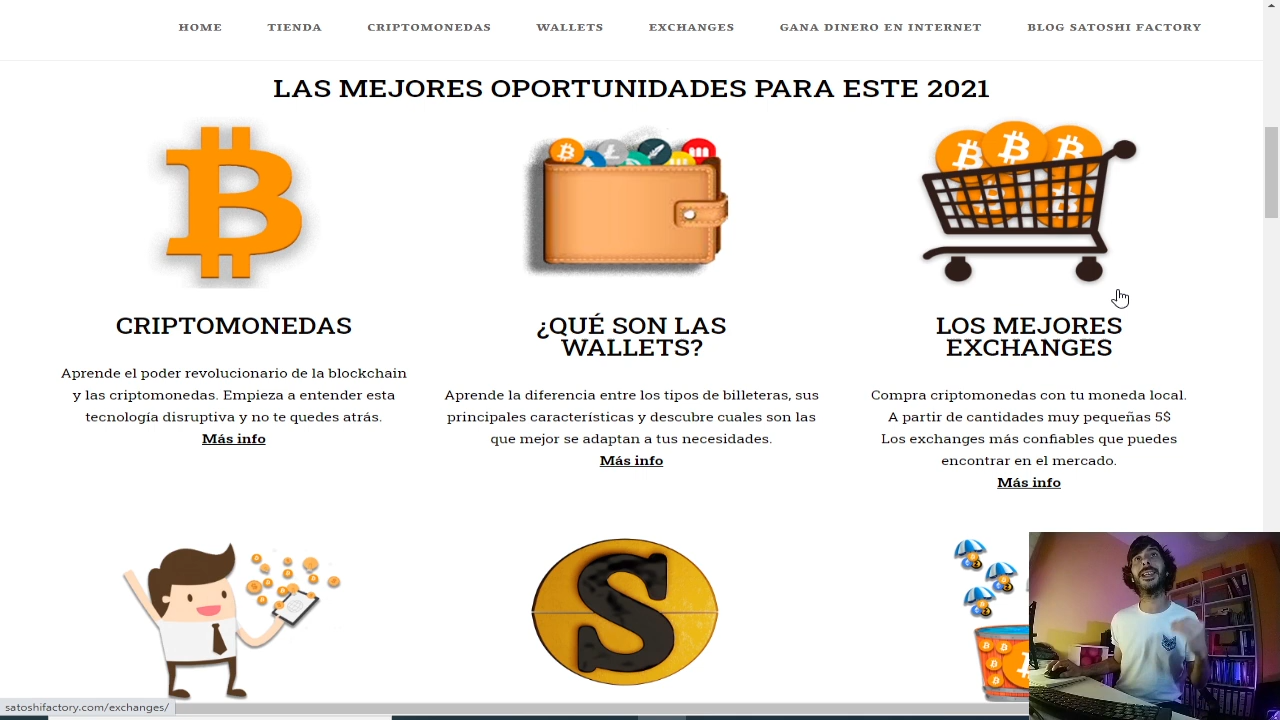 HOME TIENDA CRIPTOMONEDAS WALLETS EXCHANGES GANA DINERO EN INTERNET BLOG SATOSHI FACTORY
LAS MEJORES OPORTUNIDADES PARA ESTE 2021
CRIPTOMONEDAS
Aprende el poder revolucionario de la blockchain
y las criptomonedas. Empieza a entender esta
tecnología disruptiva y no te quedes atrás.
Más info
¿QUÉ SON LAS
WALLETS?
Aprende la diferencia entre los tipos de billeteras, sus
principales características y descubre cuales son las
que mejor se adaptan a tus necesidades.
Más info
LOS MEJORES
EXCHANGES
Compra criptomonedas con tu moneda local.
A partir de cantidades muy pequeñas 5$
Los exchanges más confiables que puedes
encontrar en el mercado.
Más info
S
satoshifactory.com/exchanges/